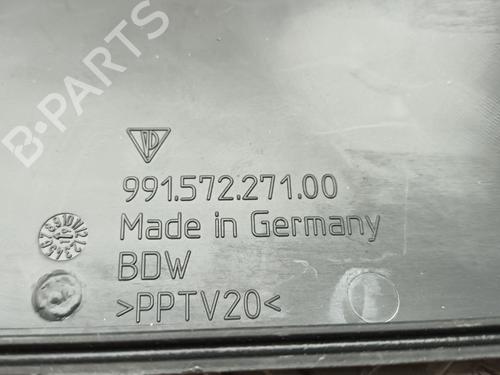 B-PARTS
991.572.271.00
Made in Germany
BDW
>PPTV20<